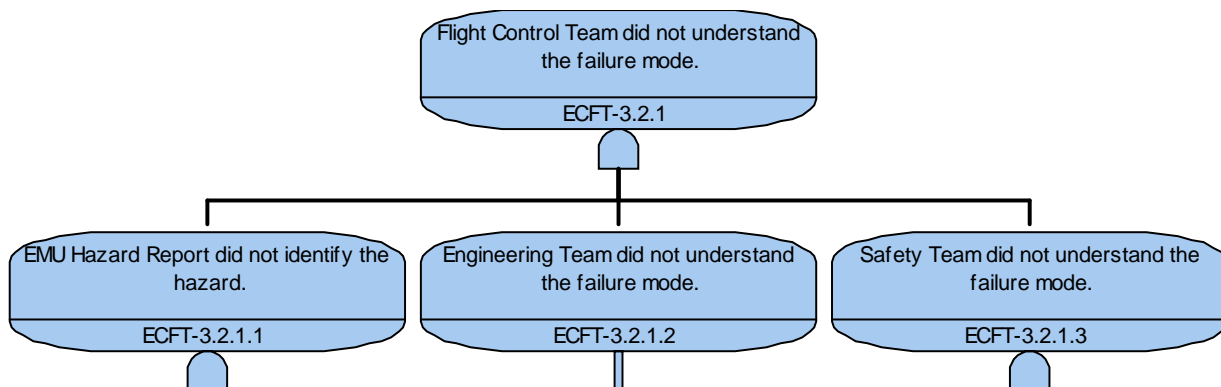 Flight Control Team did not understand
the failure mode.
ECFT-3.2.1
EMU Hazard Report did not identify the
hazard.
ECFT-3.2.1.1
Engineering Team did not understand
the failure mode.
ECFT-3.2.1.2
Safety Team did not understand the
failure mode.
ECFT-3.2.1.3